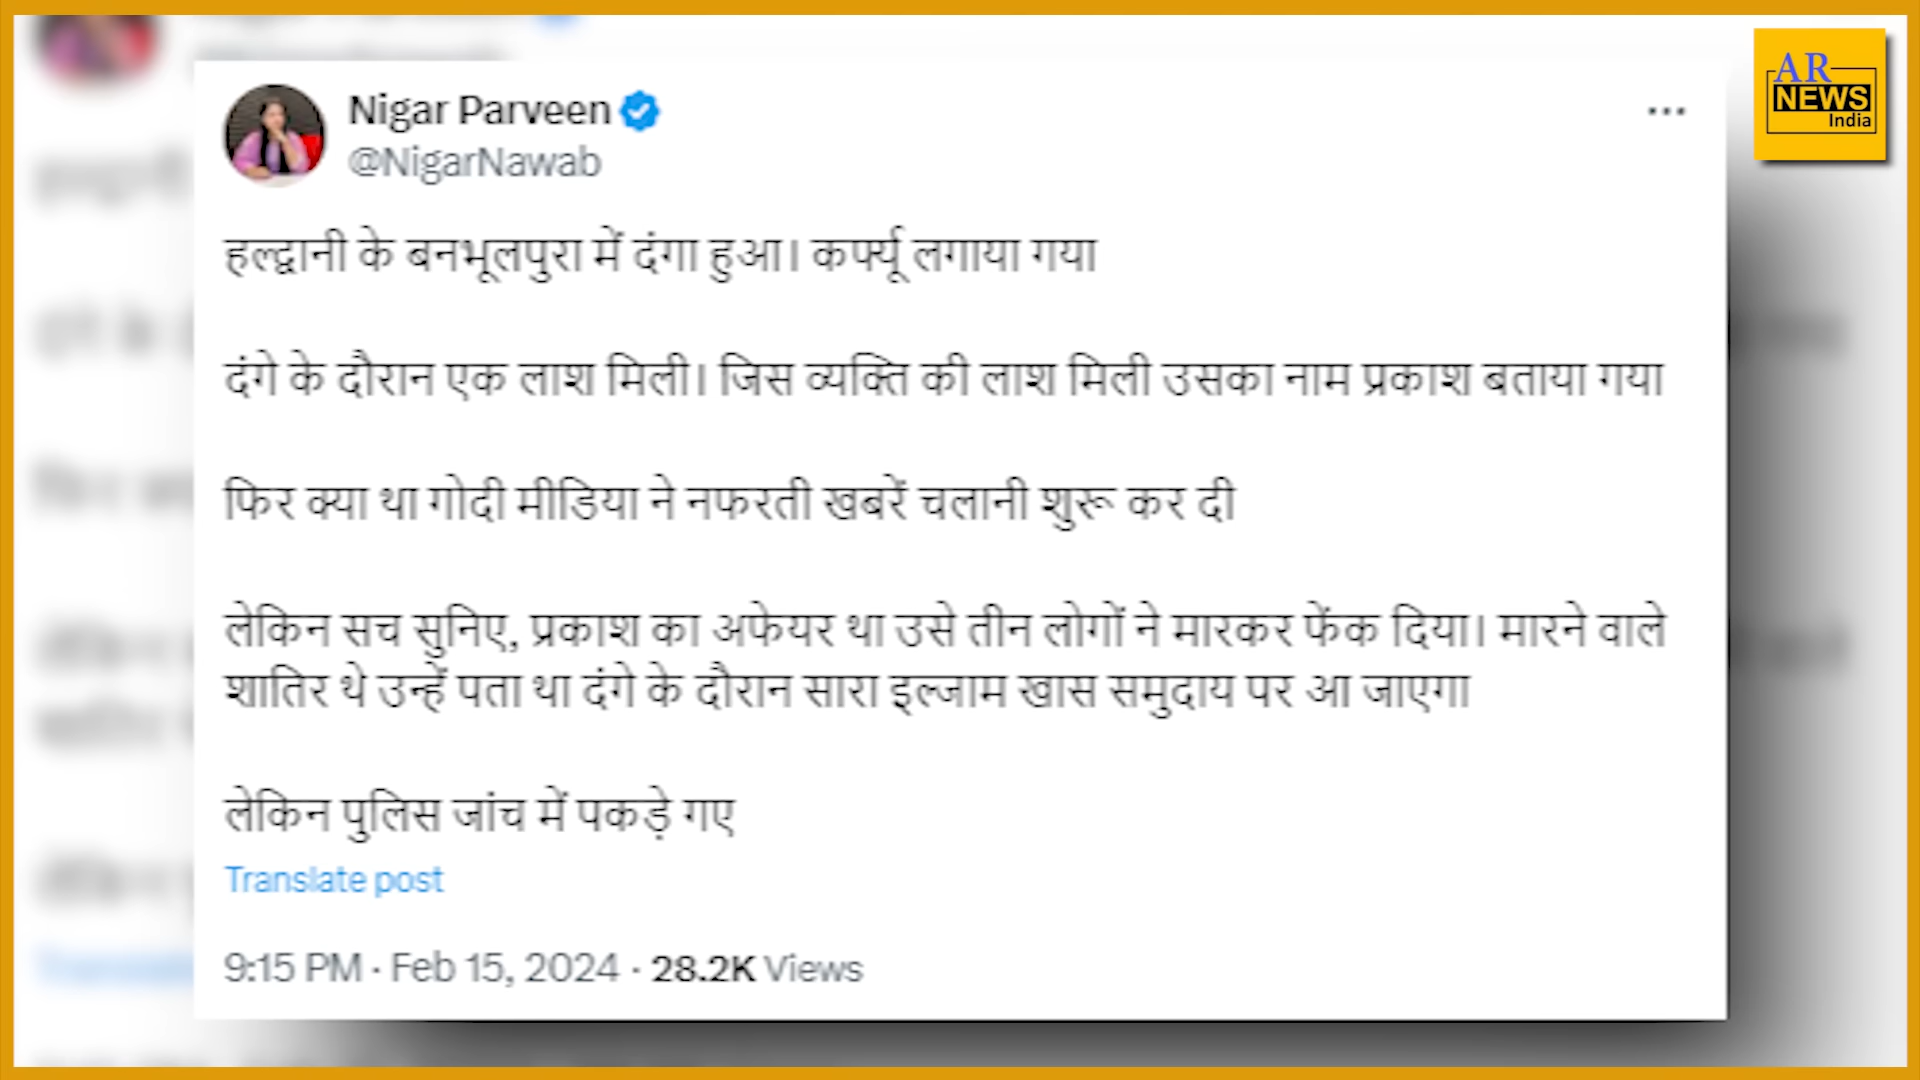 AR
NEWS
India
Nigar Parveen
@NigarNawab
हल्द्वानी के बनभूलपुरा में दंगा हुआ। कर्फ्यू लगाया गया
दंगे के दौरान एक लाश मिली। जिस व्यक्ति की लाश मिली उसका नाम प्रकाश बताया गया
फिर क्या था गोदी मीडिया ने नफरती खबरें चलानी शुरू कर दी
लेकिन सच सुनिए, प्रकाश का अफेयर था उसे तीन लोगों ने मारकर फेंक दिया। मारने वाले
शातिर थे उन्हें पता था दंगे के दौरान सारा इल्जाम खास समुदाय पर आ जाएगा
लेकिन पुलिस जांच में पकड़े गए
Translate post
9:15 PM · Feb 15, 2024 · 28.2K Views